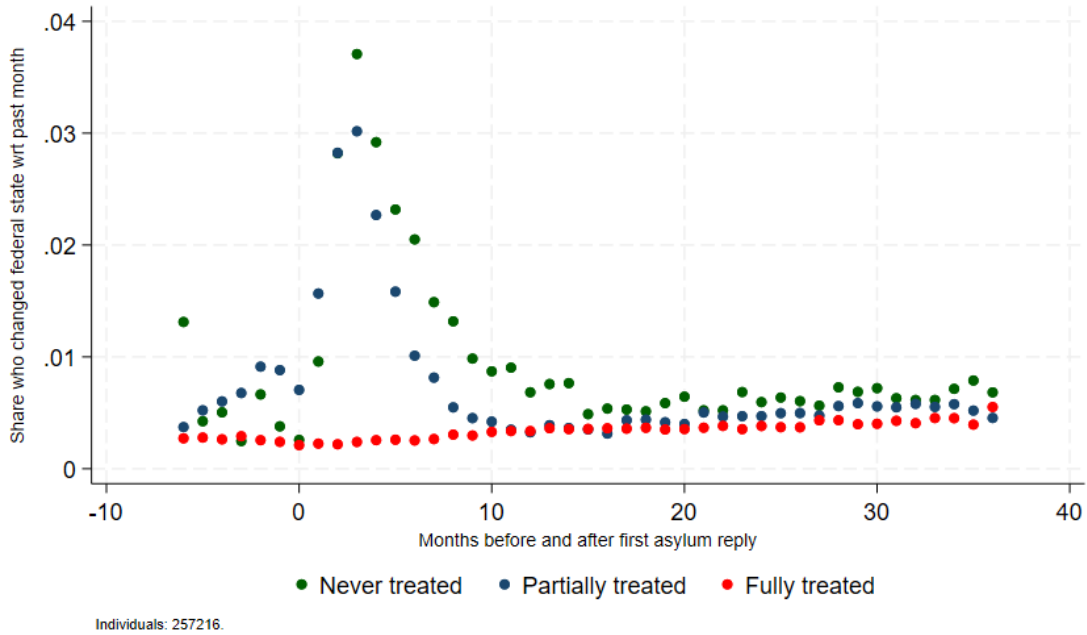 Share who changed federal state wrt past month
.04
.03
.02
.01
0
-10 0 10 20 30 40
Months before and after first asylum reply
Never treated Partially treated Fully treated
Individuals: 257216.